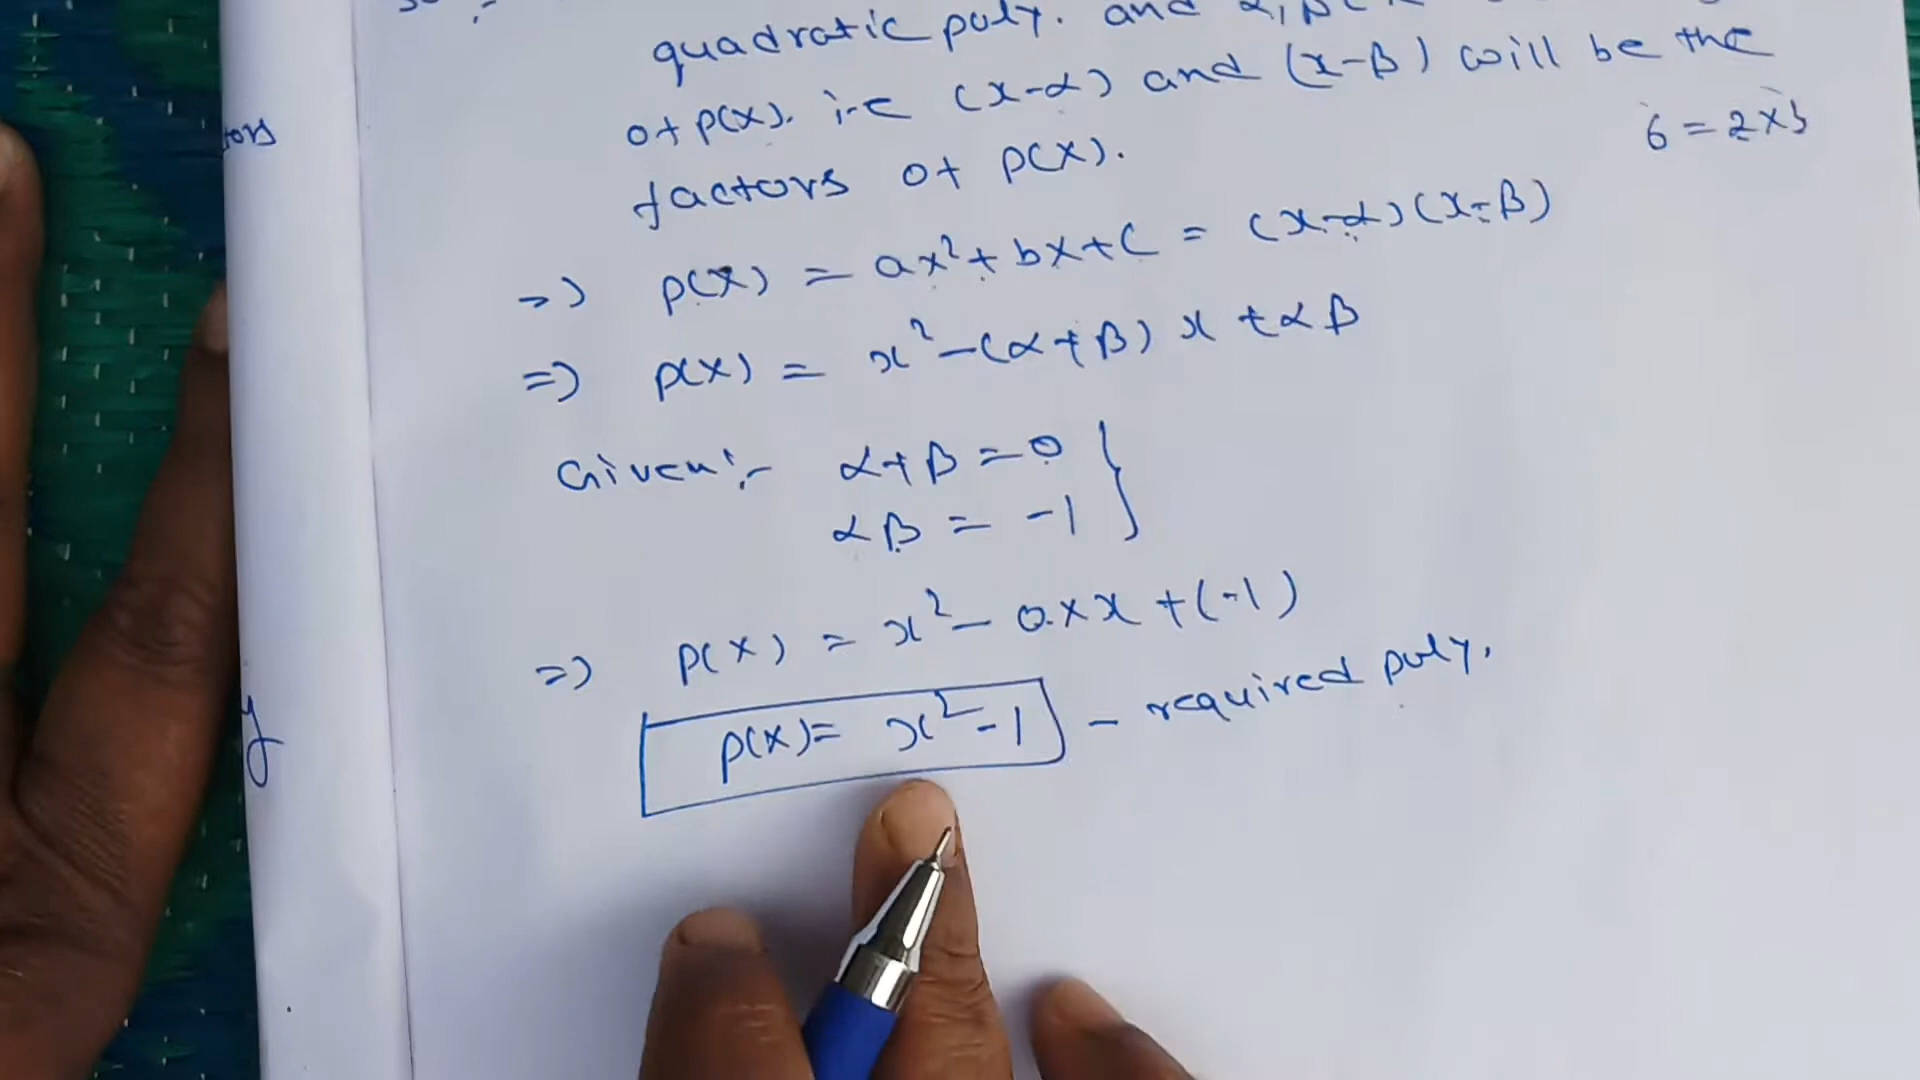 quadratic poly. and α, β
of p(x). i.e (x-α) and (x-β) will be the
factors of p(x).
6 = 2×3
=> p(x) = ax²+bx+c = (x-α)(x-β)
=> p(x) = x²-(α+β) x +αβ
Given:- α+β = 0
αβ = -1
=> p(x) = x²- 0.×x +(-1)
p(x)= x²-1 - required poly.
y